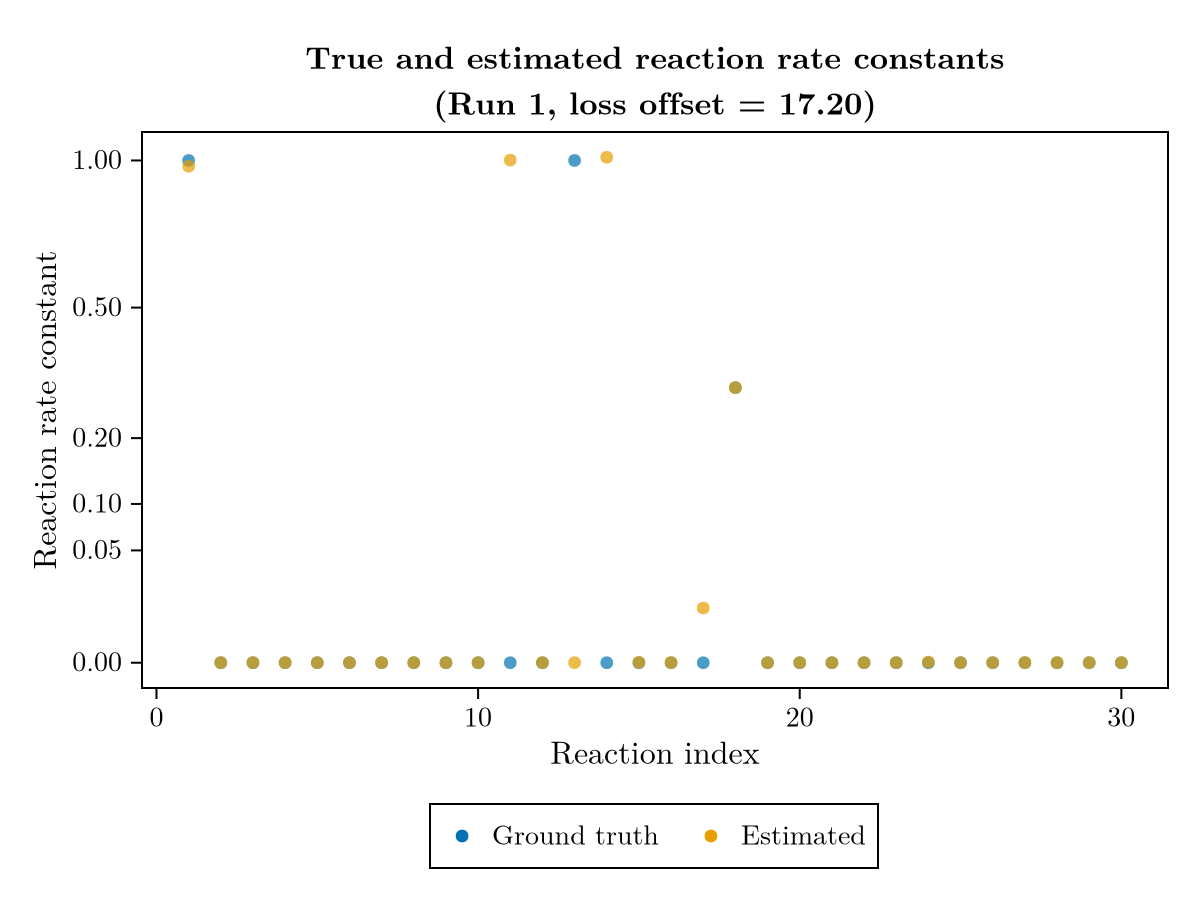 True and estimated reaction rate constants
(Run 1, loss offset = 17.20)
Reaction rate constant
1.00
0.50
0.20
0.10
0.05
0.00
0 10 20 30
Reaction index
Ground truth Estimated